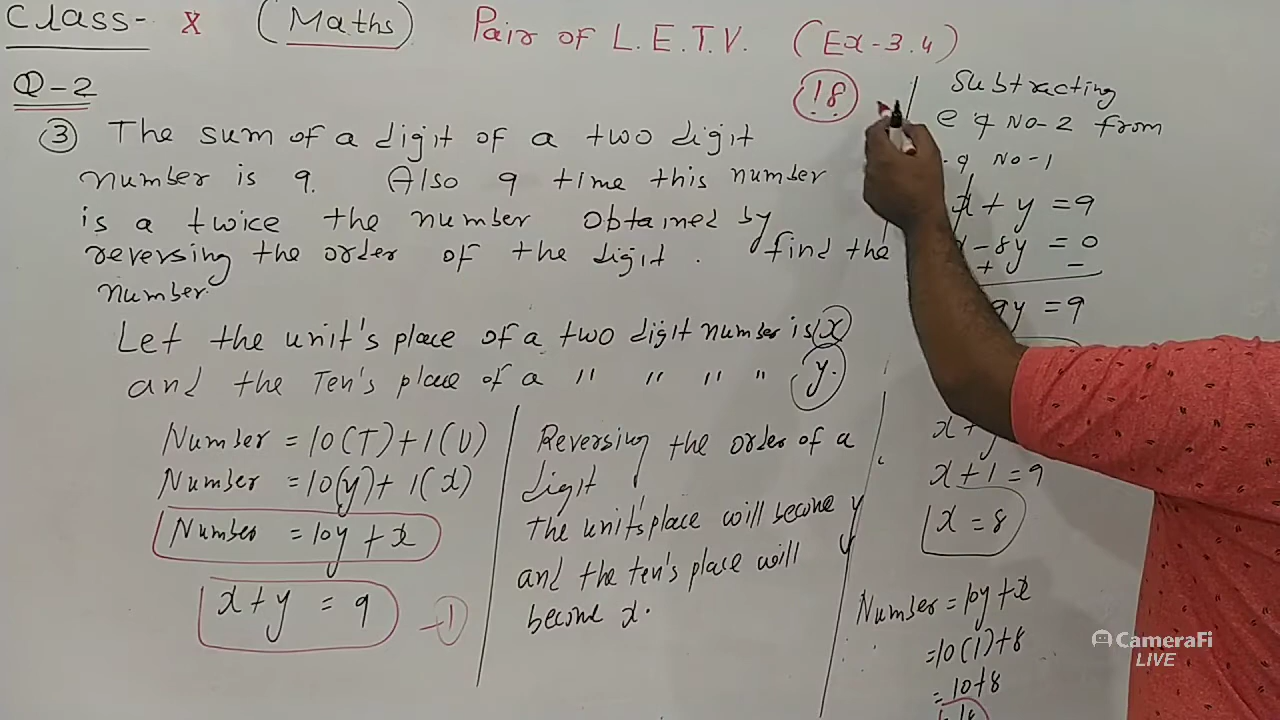 Class- X (Maths) Pair of L.E.T.V. (Ex-3.4)
Q-2
18
③ The sum of a digit of a two digit
number is 9. Also 9 time this number
is a twice the number obtained by
reversing the order of the digit. find the
number.
Let the unit's place of a two digit number is x
and the Ten's place of a " " " " y.
Number = 10(T)+1(U)
Number = 10(y)+1(x)
Number = 10y+x
x+y = 9 -1
Reversing the order of a
digit
the unit's place will become y
and the ten's place will
become x.
Subtracting
eq No-2 from
No-1
x+y=9
-8y=0
+ -
9y=9
x+y
x+1=9
x=8
Number=10y+x
=10(1)+8
=10+8
=18
CameraFi
LIVE